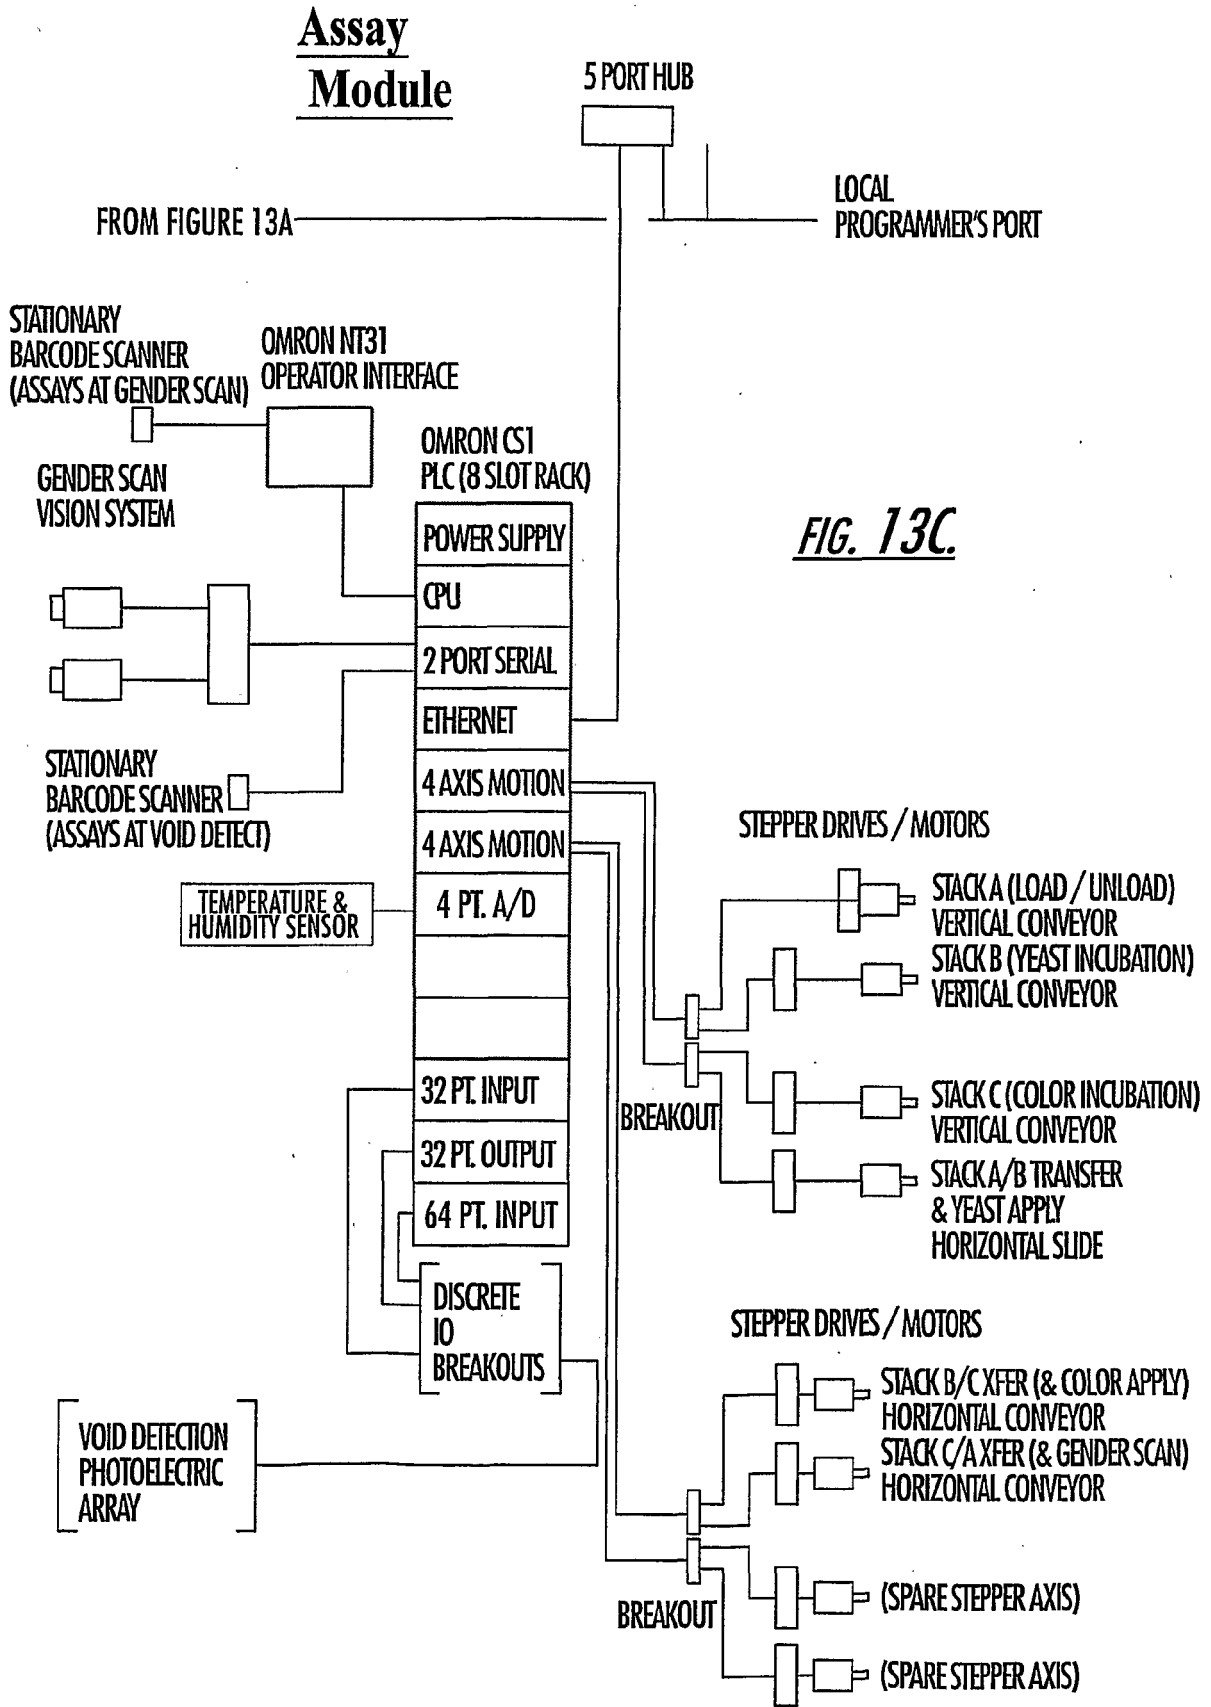 Assay
Module
5 PORT HUB
FROM FIGURE 13A
LOCAL
PROGRAMMER'S PORT
STATIONARY
BARCODE SCANNER
(ASSAYS AT GENDER SCAN)
OMRON NT31
OPERATOR INTERFACE
GENDER SCAN
VISION SYSTEM
OMRON CS1
PLC (8 SLOT RACK)
FIG. 13C.
POWER SUPPLY
CPU
2 PORT SERIAL
ETHERNET
4 AXIS MOTION
4 AXIS MOTION
4 PT. A/D
32 PT. INPUT
32 PT. OUTPUT
64 PT. INPUT
STATIONARY
BARCODE SCANNER
(ASSAYS AT VOID DETECT)
TEMPERATURE &
HUMIDITY SENSOR
STEPPER DRIVES / MOTORS
STACK A (LOAD / UNLOAD)
VERTICAL CONVEYOR
STACK B (YEAST INCUBATION)
VERTICAL CONVEYOR
BREAKOUT
STACK C (COLOR INCUBATION)
VERTICAL CONVEYOR
STACK A/B TRANSFER
& YEAST APPLY
HORIZONTAL SLIDE
DISCRETE
IO
BREAKOUTS
VOID DETECTION
PHOTOELECTRIC
ARRAY
STEPPER DRIVES / MOTORS
STACK B/C XFER (& COLOR APPLY)
HORIZONTAL CONVEYOR
STACK C/A XFER (& GENDER SCAN)
HORIZONTAL CONVEYOR
BREAKOUT
(SPARE STEPPER AXIS)
(SPARE STEPPER AXIS)